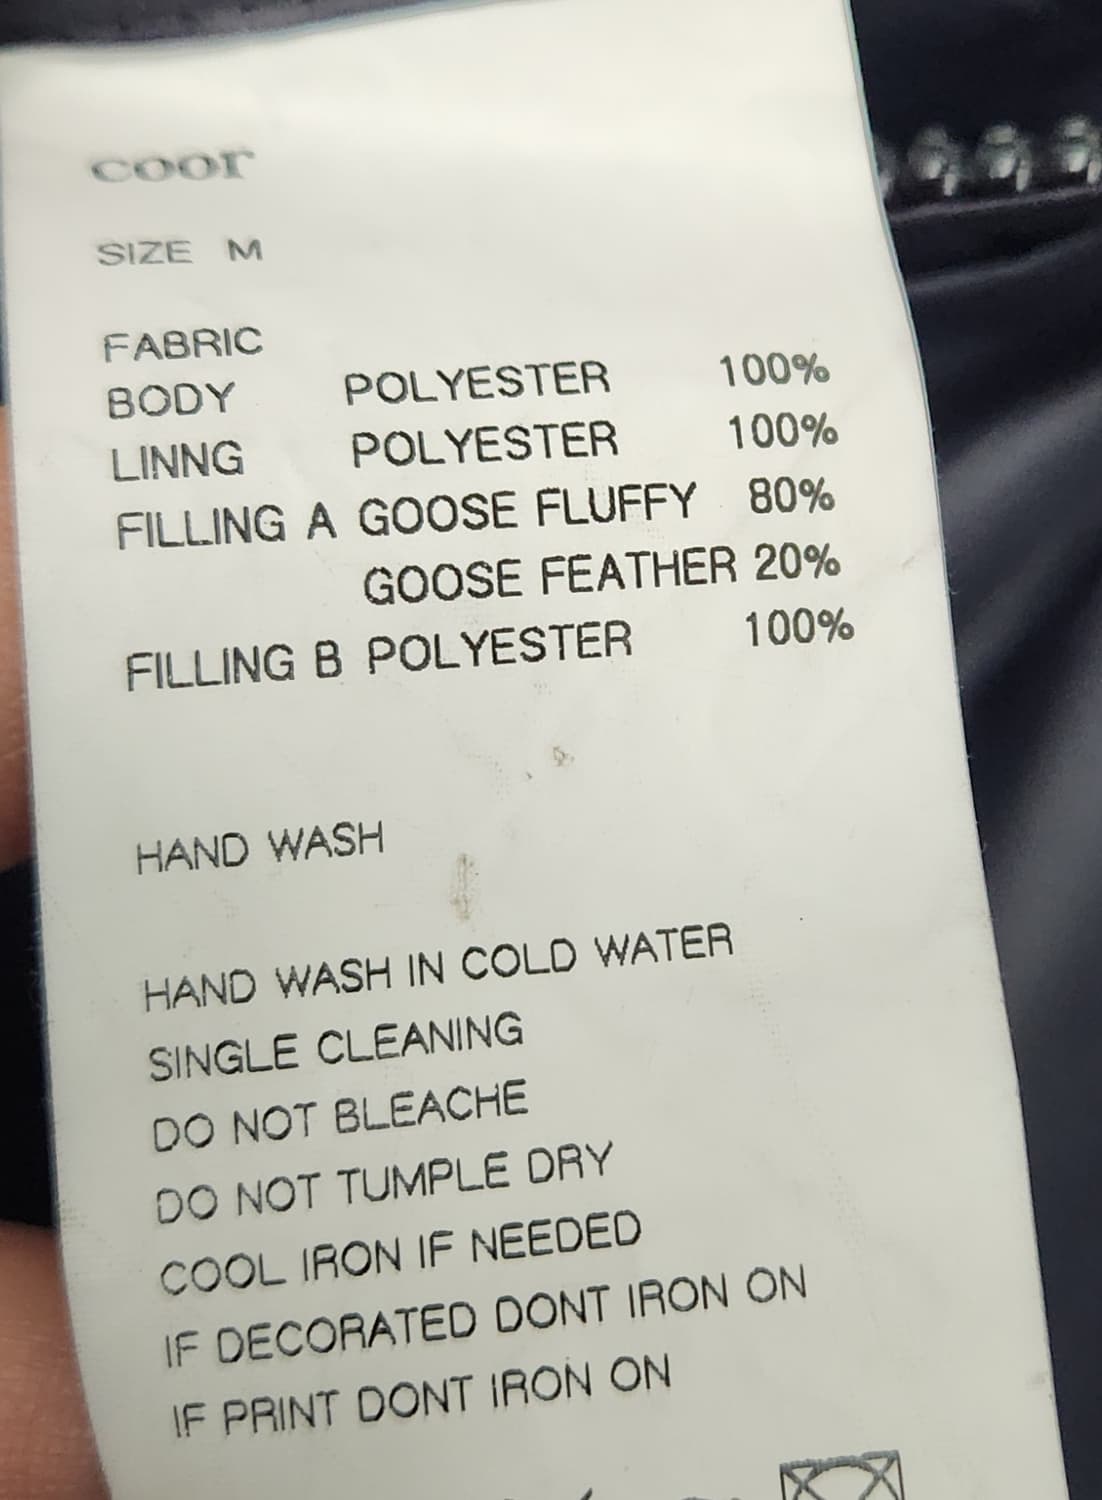 coor
SIZE M
FABRIC
BODY POLYESTER 100%
LINNG POLYESTER 100%
FILLING A GOOSE FLUFFY 80%
GOOSE FEATHER 20%
FILLING B POLYESTER 100%
HAND WASH
HAND WASH IN COLD WATER
SINGLE CLEANING
DO NOT BLEACHE
DO NOT TUMPLE DRY
COOL IRON IF NEEDED
IF DECORATED DONT IRON ON
IF PRINT DONT IRON ON